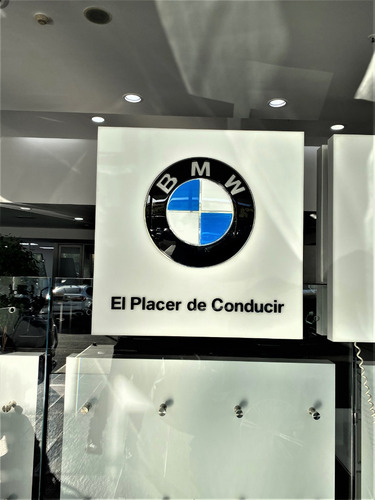 BMW
El Placer de Conducir